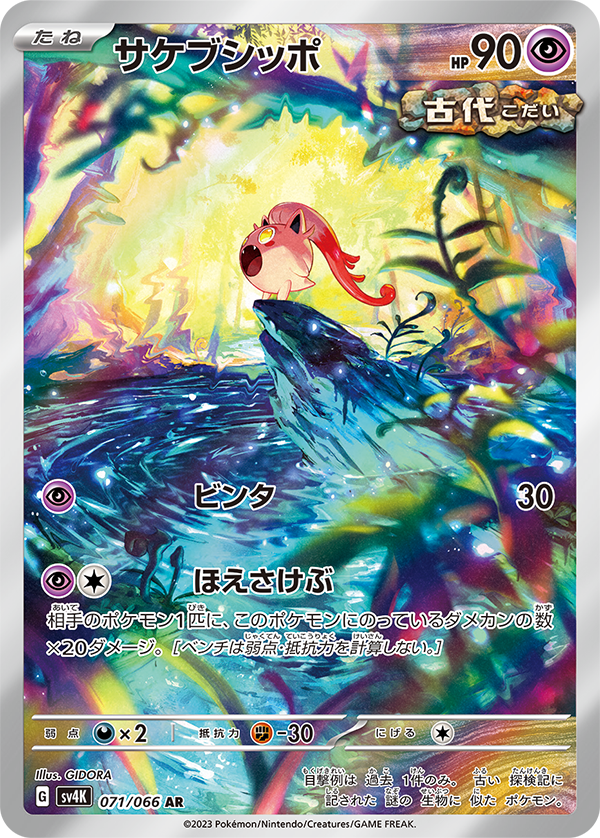 たね サケブシッポ HP 90
古代 こだい
ビンタ 30
ほえさけぶ
相手のポケモン1匹に、このポケモンにのっているダメカンの数
×20ダメージ。[ベンチは弱点・抵抗力を計算しない。]
弱点 ×2 抵抗力 -30 にげる
Illus. GIDORA
G sv4K 071/066 AR
目撃例は 過去 1件のみ。 古い 探検記に
記された 謎の 生物に 似た ポケモン。
©2023 Pokémon/Nintendo/Creatures/GAME FREAK.